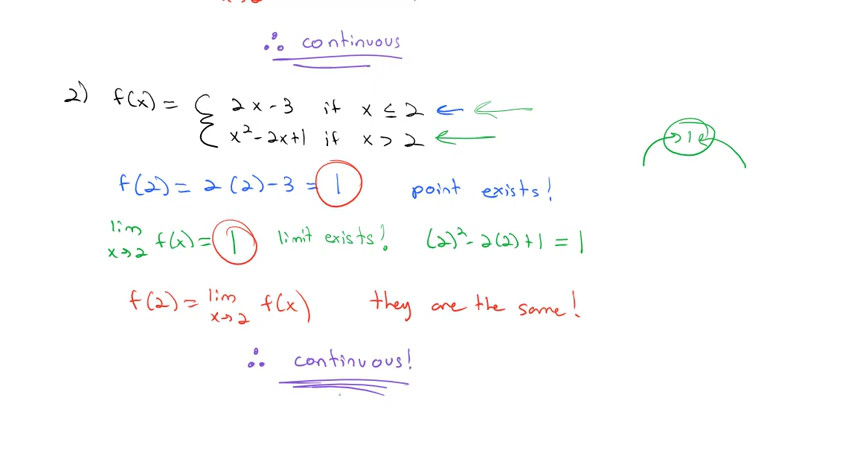 x→2
∴ continuous
2) f(x) = { 2x - 3 if x ≤ 2
x² - 2x + 1 if x > 2
→ 1 ←
f(2) = 2(2) - 3 = 1 point exists!
lim x→2 f(x) = 1 limit exists! (2)² - 2(2) + 1 = 1
f(2) = lim x→2 f(x) they are the same!
∴ continuous!